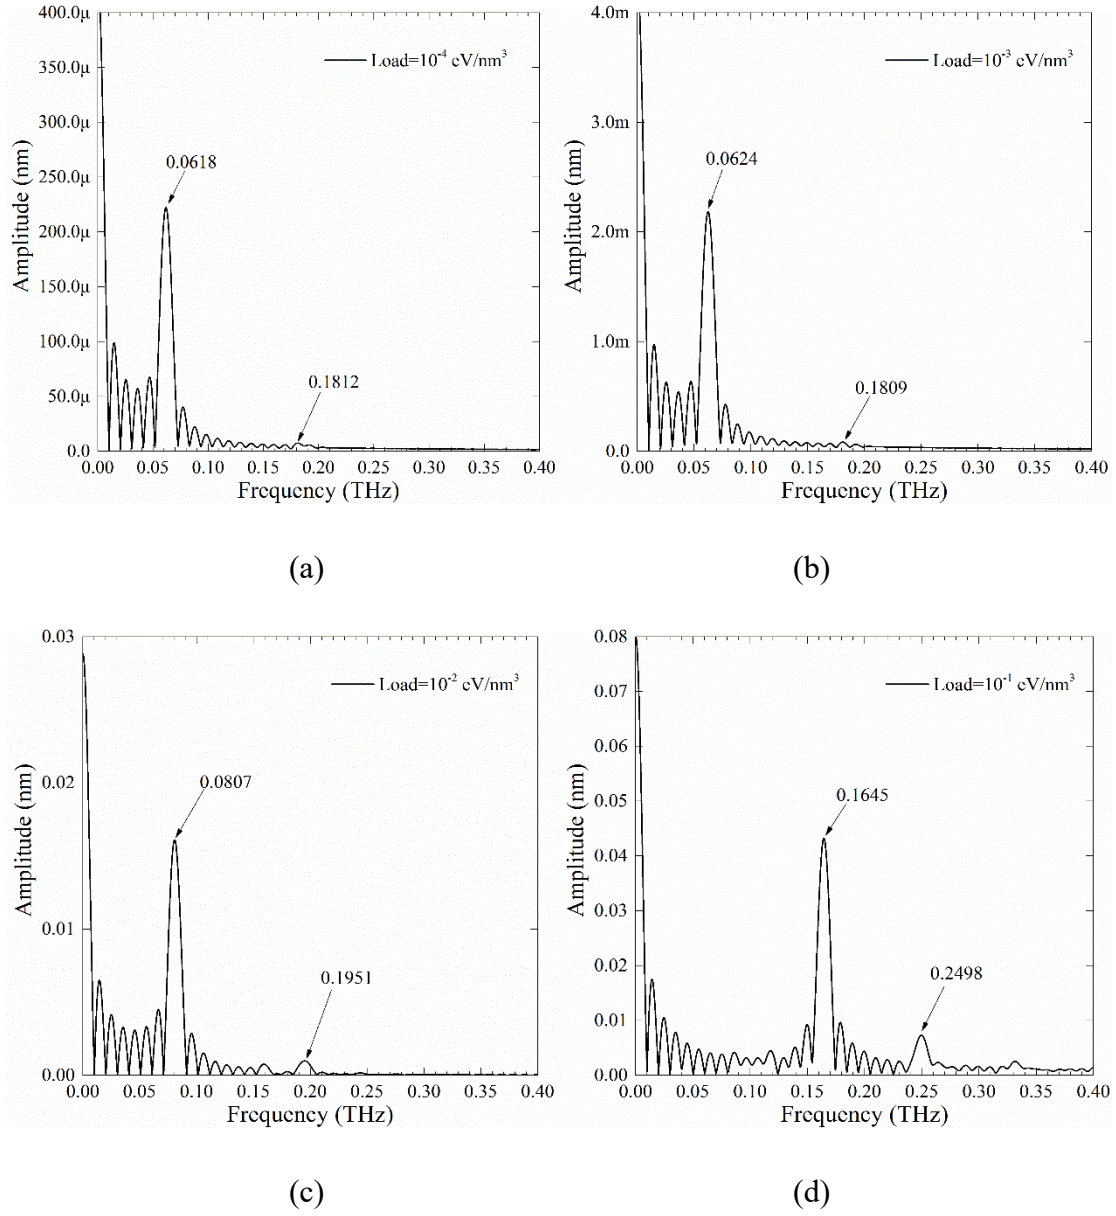 Load=10⁻⁴ eV/nm³
400.0μ
350.0μ
300.0μ
250.0μ
200.0μ
150.0μ
100.0μ
50.0μ
0.0
Amplitude (nm)
0.0618
0.1812
0.00 0.05 0.10 0.15 0.20 0.25 0.30 0.35 0.40
Frequency (THz)
(a)
Load=10⁻³ eV/nm³
4.0m
3.0m
2.0m
1.0m
0.0
Amplitude (nm)
0.0624
0.1809
0.00 0.05 0.10 0.15 0.20 0.25 0.30 0.35 0.40
Frequency (THz)
(b)
Load=10⁻² eV/nm³
0.03
0.02
0.01
0.00
Amplitude (nm)
0.0807
0.1951
0.00 0.05 0.10 0.15 0.20 0.25 0.30 0.35 0.40
Frequency (THz)
(c)
Load=10⁻¹ eV/nm³
0.08
0.07
0.06
0.05
0.04
0.03
0.02
0.01
0.00
Amplitude (nm)
0.1645
0.2498
0.00 0.05 0.10 0.15 0.20 0.25 0.30 0.35 0.40
Frequency (THz)
(d)